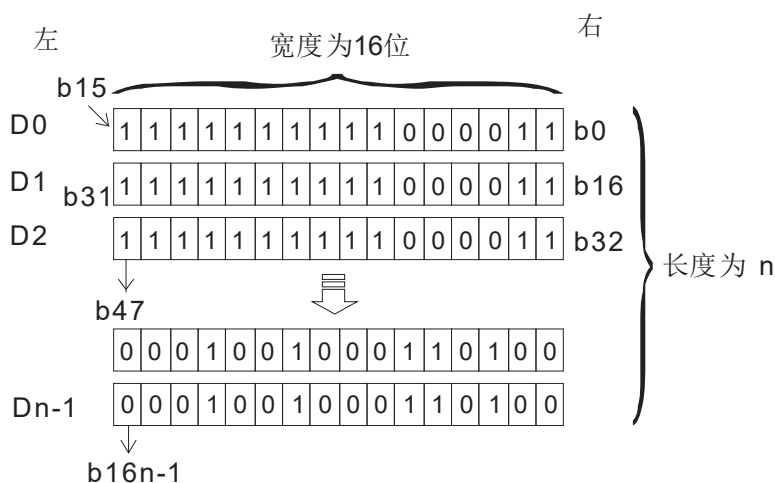 左 宽度为16位 右
b15
D0 1 1 1 1 1 1 1 1 1 1 0 0 0 0 1 1 b0
D1 b31 1 1 1 1 1 1 1 1 1 1 0 0 0 0 1 1 b16
D2 1 1 1 1 1 1 1 1 1 1 0 0 0 0 1 1 b32
长度为 n
b47
0 0 0 1 0 0 1 0 0 0 1 1 0 1 0 0
Dn-1 0 0 0 1 0 0 1 0 0 0 1 1 0 1 0 0
b16n-1